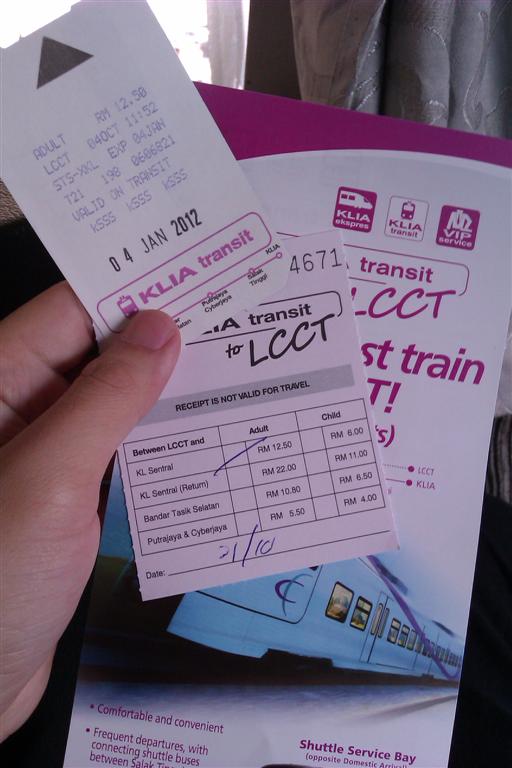 RM 12.50
ADULT 04OCT 11:52
LCCT EXP 04JAN
STS-XKL 0606821
T21 190
VALID ON TRANSIT
KSSS KSSS KSSS
04 JAN 2012
KLIA transit
KLIA
Salak Tinggi
Putrajaya
Cyberjaya
4671
transit
to LCCT
RECEIPT IS NOT VALID FOR TRAVEL
Between LCCT and Adult Child
KL Sentral RM 12.50 RM 6.00
KL Sentral (Return) RM 22.00 RM 11.00
Bandar Tasik Selatan RM 10.80 RM 6.50
Putrajaya & Cyberjaya RM 5.50 RM 4.00
Date: 21/10
KLIA ekspres
KLIA transit
VIP service
transit
LCCT
st train
T!
s)
LCCT
KLIA
• Comfortable and convenient
• Frequent departures, with
connecting shuttle buses
between Salak
Shuttle Service Bay
(opposite Domestic Arrival)